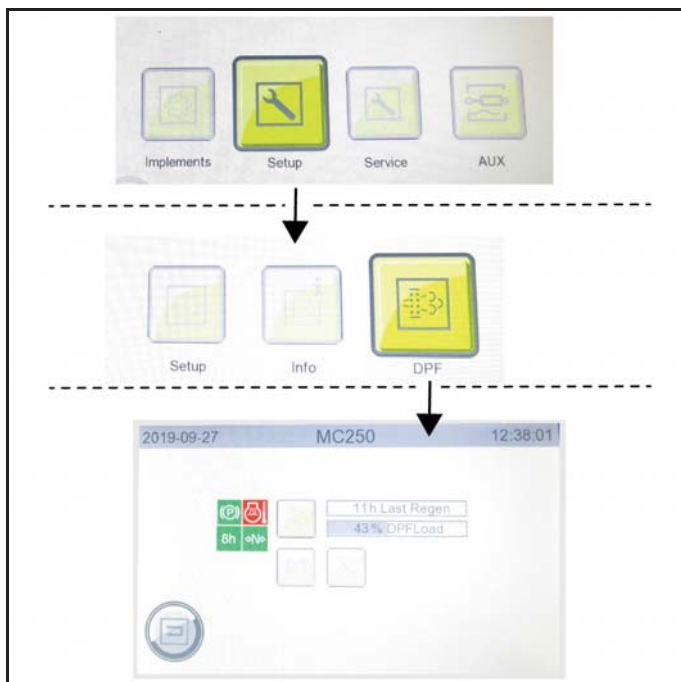 Implements Setup Service AUX
Setup Info DPF
2019-09-27 MC250 12:38:01
(P)
11h Last Regen
8h N 43% DPFLoad